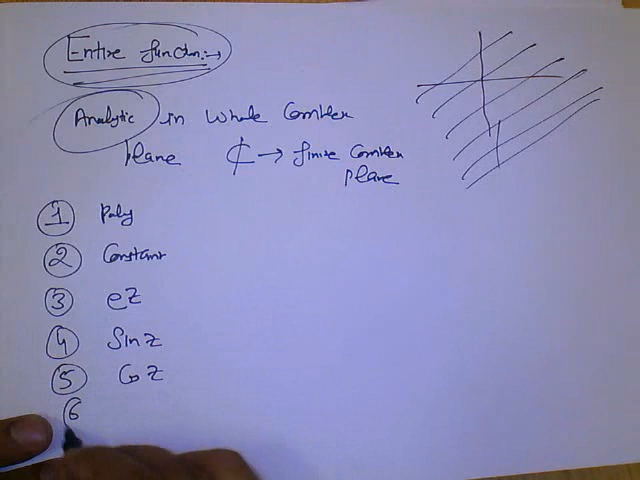 Entire functn:→
Analytic in whole Complex
plane ₵ → finite Complex
plane
① Poly
② Constant
③ eᶻ
④ Sin z
⑤ Cos z
6